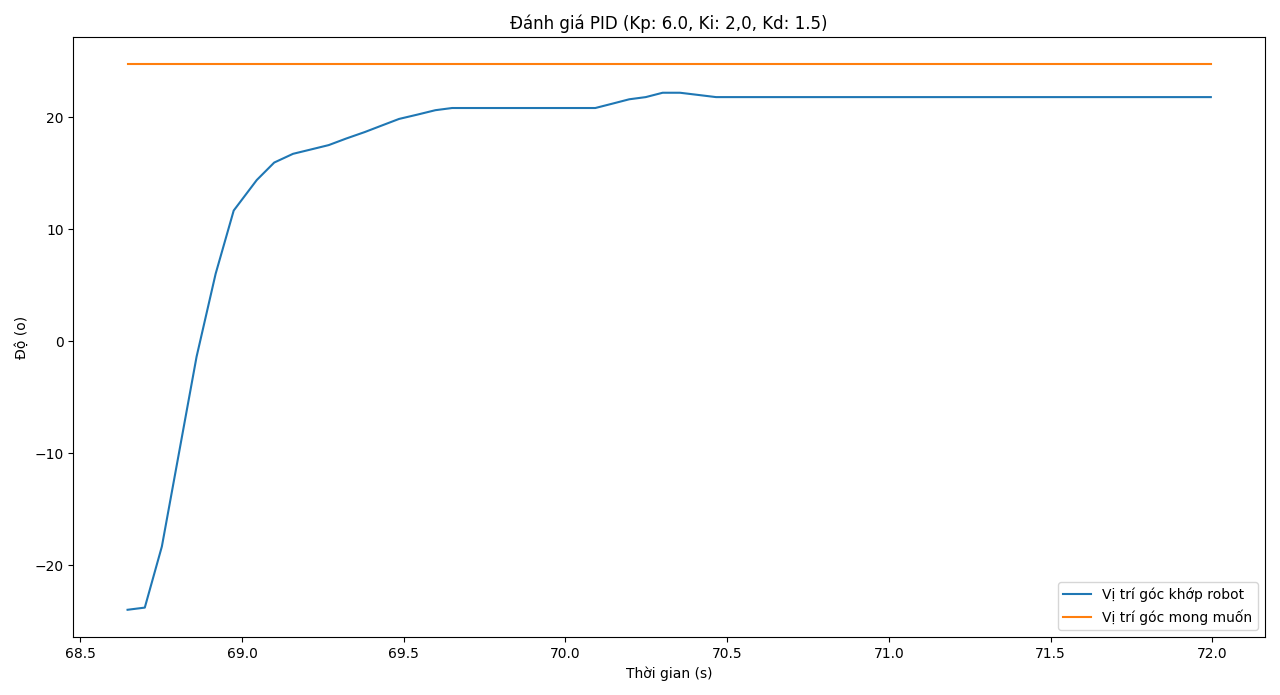 Đánh giá PID (Kp: 6.0, Ki: 2,0, Kd: 1.5)
Độ (o)
20
10
0
−10
−20
68.5 69.0 69.5 70.0 70.5 71.0 71.5 72.0
Thời gian (s)
Vị trí góc khớp robot
Vị trí góc mong muốn